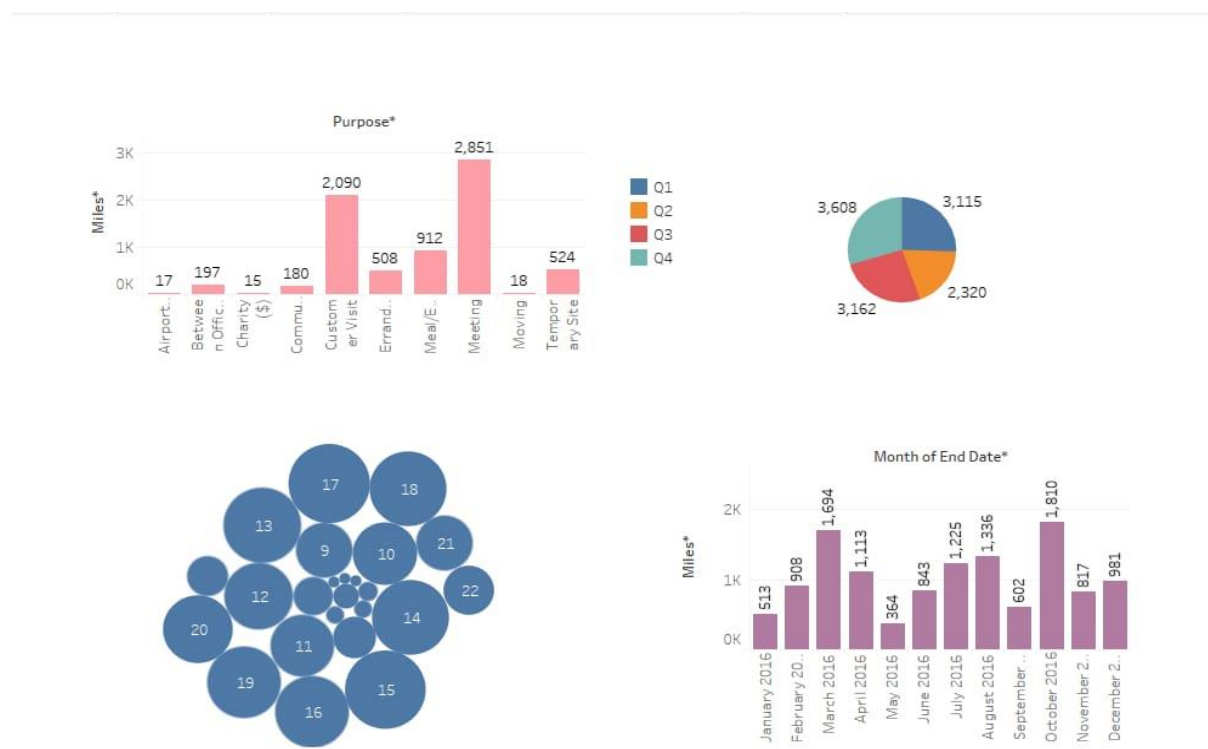 Purpose*
Miles*
3K
2K
1K
0K
17
197
15
180
2,090
508
912
2,851
18
524
Airport..
Betwee
n Offic..
Charity
($)
Commu..
Custom
er Visit
Errand..
Meal/E..
Meeting
Moving
Tempor
ary Site
Q1
Q2
Q3
Q4
3,608
3,115
3,162
2,320
17
18
13
9
10
21
12
22
14
20
11
19
15
16
Month of End Date*
Miles*
2K
1K
0K
513
908
1,694
1,113
364
843
1,225
1,336
602
1,810
817
981
January 2016
February 20..
March 2016
April 2016
May 2016
June 2016
July 2016
August 2016
September ..
October 2016
November 2..
December 2..